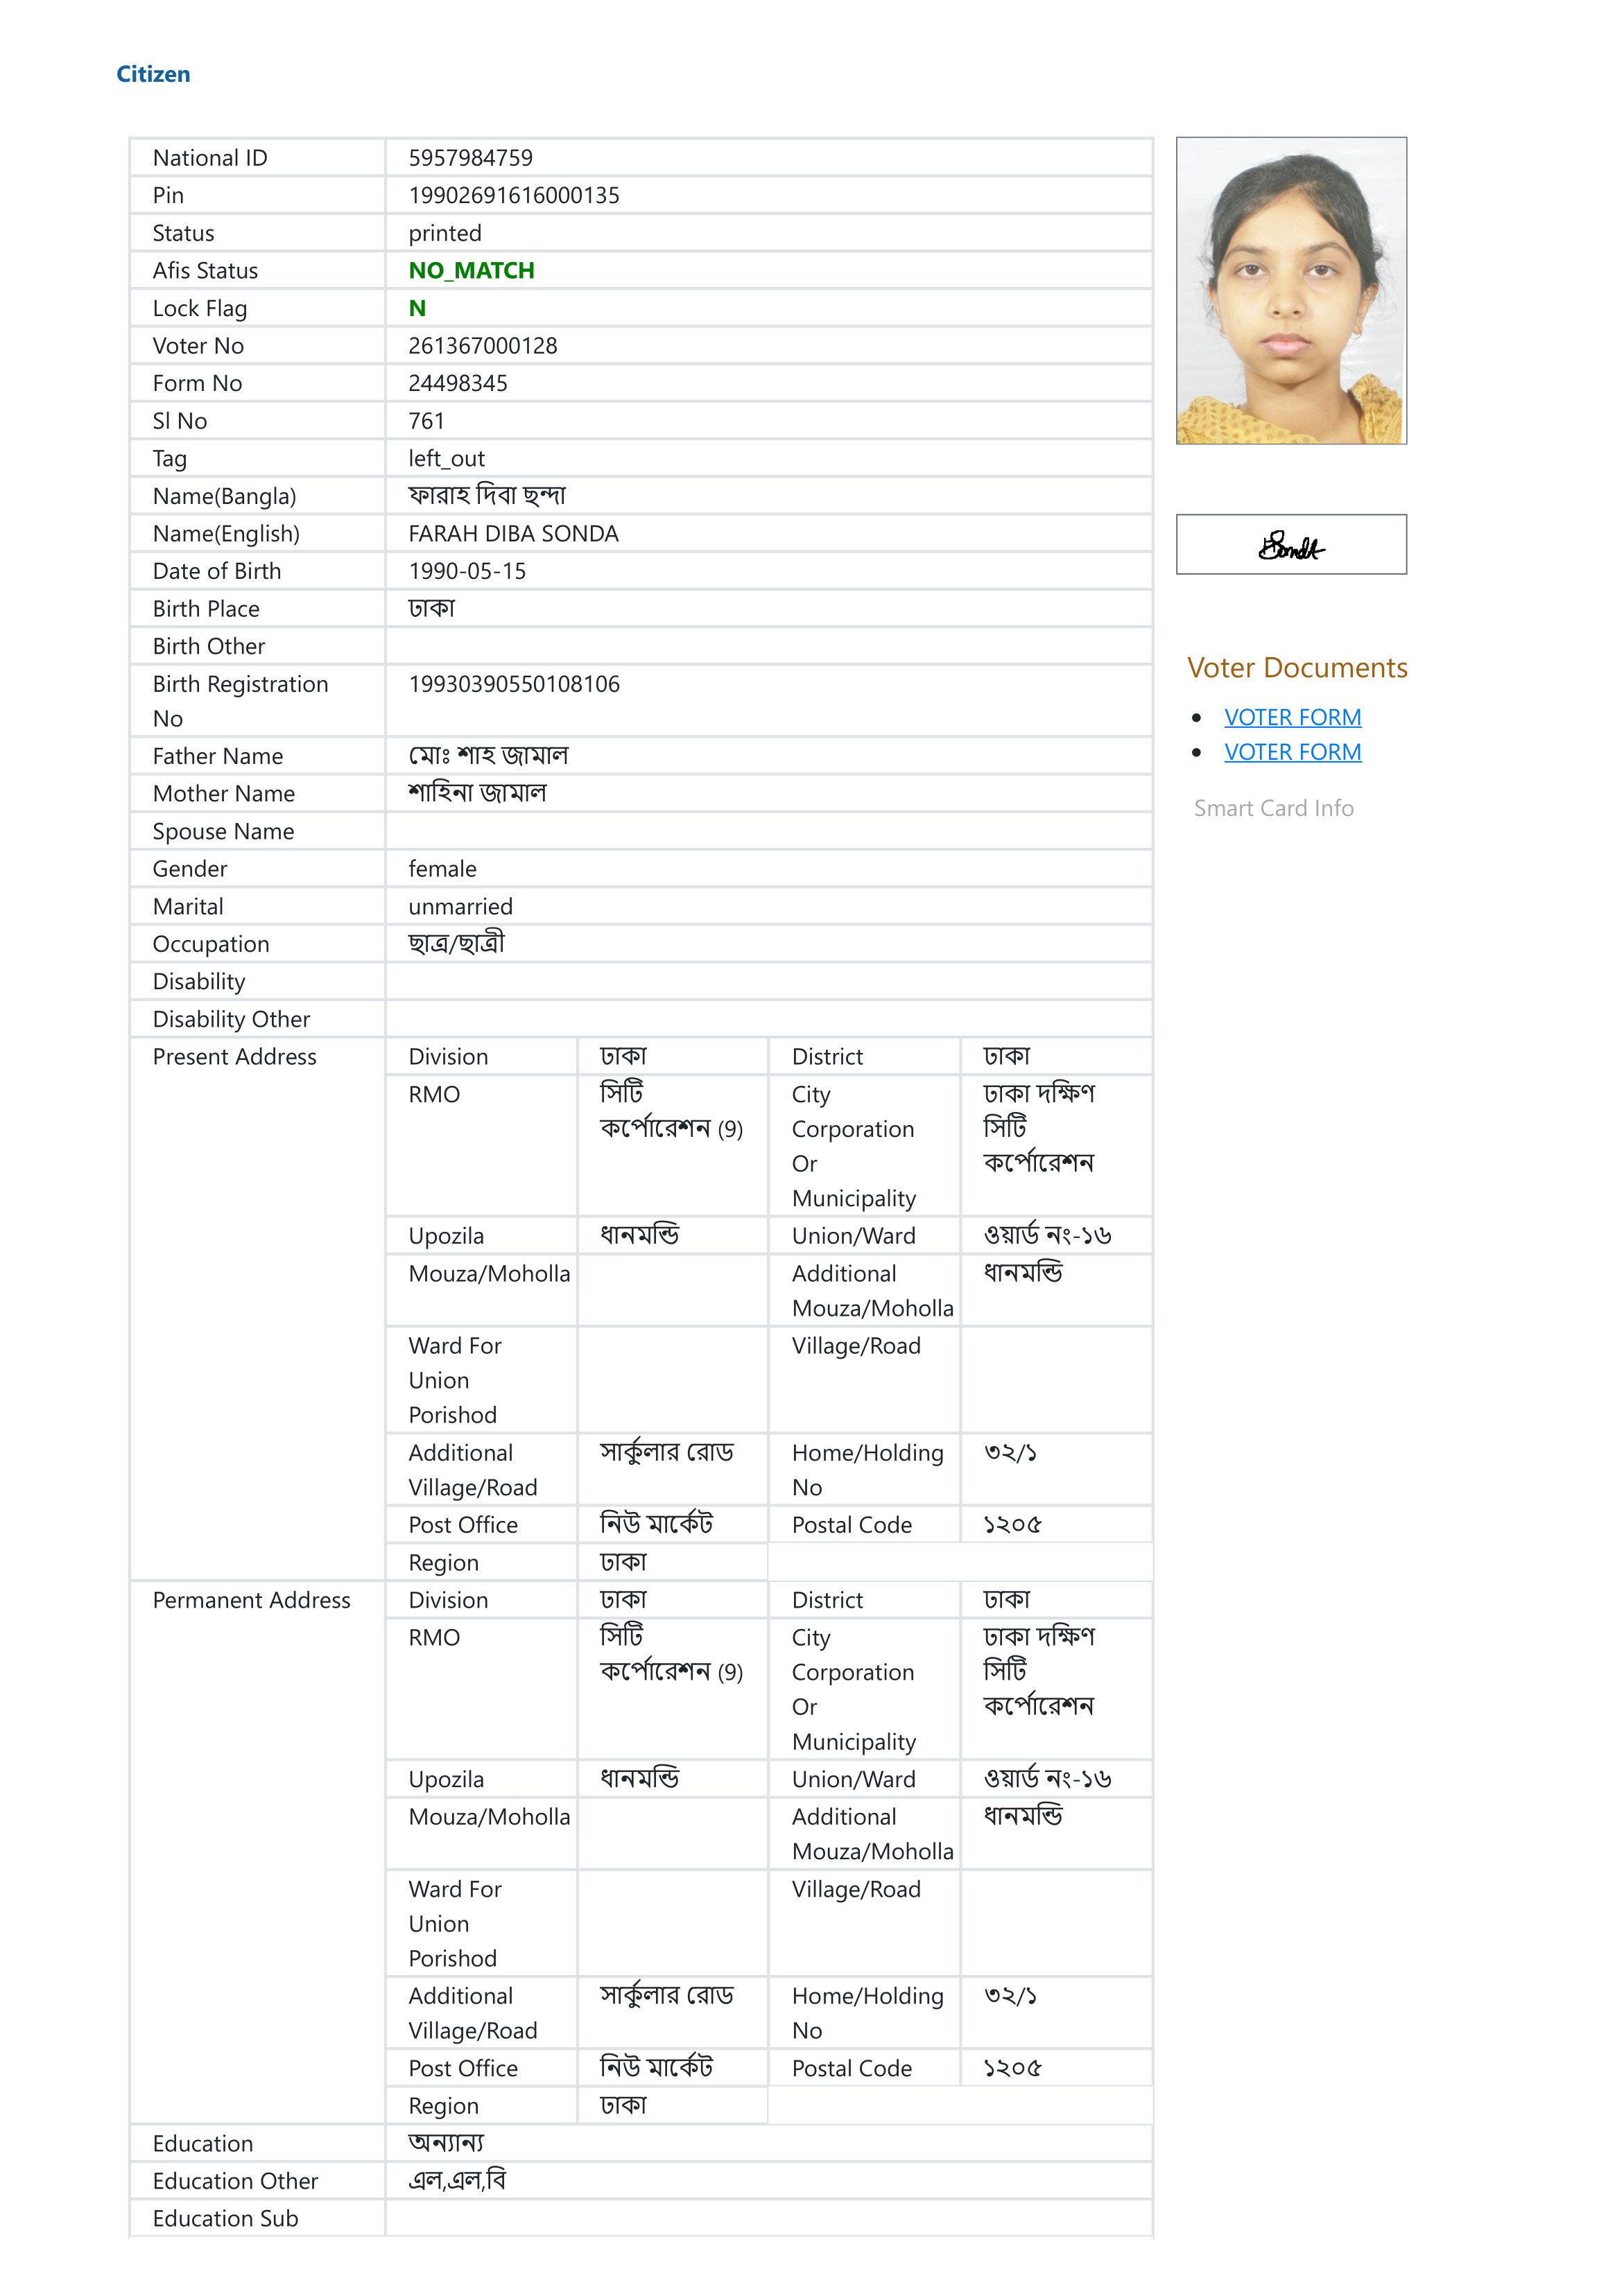 Citizen
National ID 5957984759
Pin 19902691616000135
Status printed
Afis Status NO_MATCH
Lock Flag N
Voter No 261367000128
Form No 24498345
Sl No 761
Tag left_out
Name(Bangla) ফারাহ দিবা ছন্দা
Name(English) FARAH DIBA SONDA
Date of Birth 1990-05-15
Birth Place ঢাকা
Birth Other
Birth Registration 19930390550108106
No
Father Name মোঃ শাহ জামাল
Mother Name শাহিনা জামাল
Spouse Name
Gender female
Marital unmarried
Occupation ছাত্র/ছাত্রী
Disability
Disability Other
Present Address Division ঢাকা District ঢাকা
RMO সিটি City ঢাকা দক্ষিণ
কর্পোরেশন (9) Corporation সিটি
Or কর্পোরেশন
Municipality
Upozila ধানমন্ডি Union/Ward ওয়ার্ড নং-১৬
Mouza/Moholla Additional ধানমন্ডি
Mouza/Moholla
Ward For Village/Road
Union
Porishod
Additional সার্কুলার রোড Home/Holding ৩২/১
Village/Road No
Post Office নিউ মার্কেট Postal Code ১২০৫
Region ঢাকা
Permanent Address Division ঢাকা District ঢাকা
RMO সিটি City ঢাকা দক্ষিণ
কর্পোরেশন (9) Corporation সিটি
Or কর্পোরেশন
Municipality
Upozila ধানমন্ডি Union/Ward ওয়ার্ড নং-১৬
Mouza/Moholla Additional ধানমন্ডি
Mouza/Moholla
Ward For Village/Road
Union
Porishod
Additional সার্কুলার রোড Home/Holding ৩২/১
Village/Road No
Post Office নিউ মার্কেট Postal Code ১২০৫
Region ঢাকা
Education অন্যান্য
Education Other এল,এল,বি
Education Sub
Voter Documents
VOTER FORM
VOTER FORM
Smart Card Info